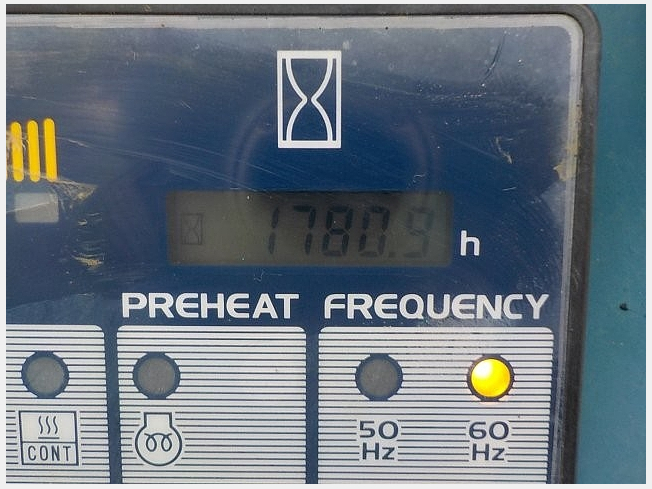 1780.9 h
PREHEAT FREQUENCY
CONT
50 Hz
60 Hz